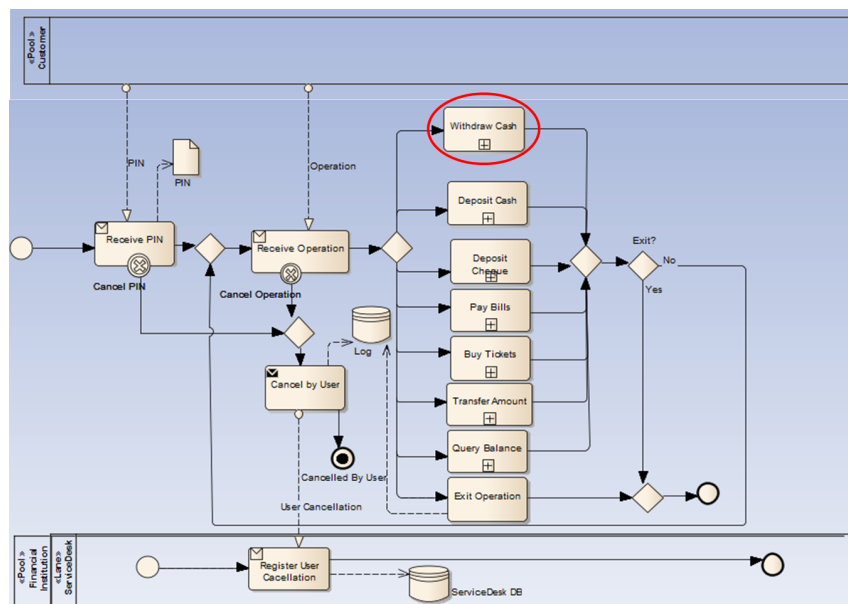 «Pool»
Customer
PIN
PIN
Operation
Receive PIN
Cancel PIN
Receive Operation
Cancel Operation
Withdraw Cash
Deposit Cash
Deposit
Cheque
Pay Bills
Buy Tickets
Transfer Amount
Query Balance
Exit Operation
Exit?
No
Yes
Log
Cancel by User
Cancelled By User
User Cancellation
«Pool»
Financial
Institution
«Lane»
ServiceDesk
Register User
Cacellation
ServiceDesk DB